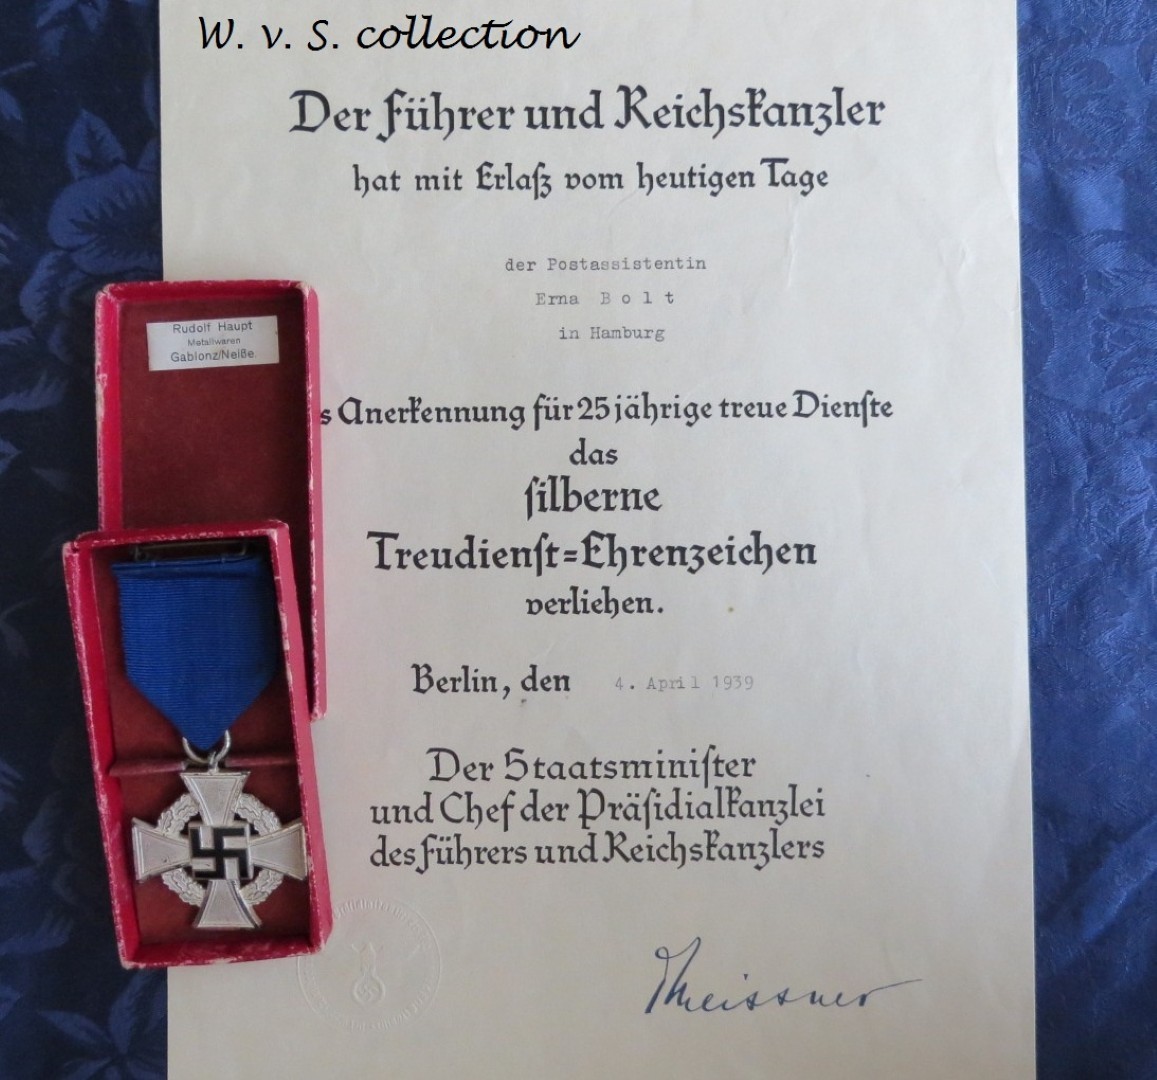 W. v. S. collection
Der Führer und Reichskanzler
hat mit Erlaß vom heutigen Tage
der Postassistentin
Erna B o l t
in Hamburg
Rudolf Haupt
Metallwaren
Gablonz/Neiße.
s Anerkennung für 25 jährige treue Dienste
das
silberne
Treudienst=Ehrenzeichen
verliehen.
Berlin, den 4. April 1939
Der Staatsminister
und Chef der Präsidialkanzlei
des Führers und Reichskanzlers
Meissner